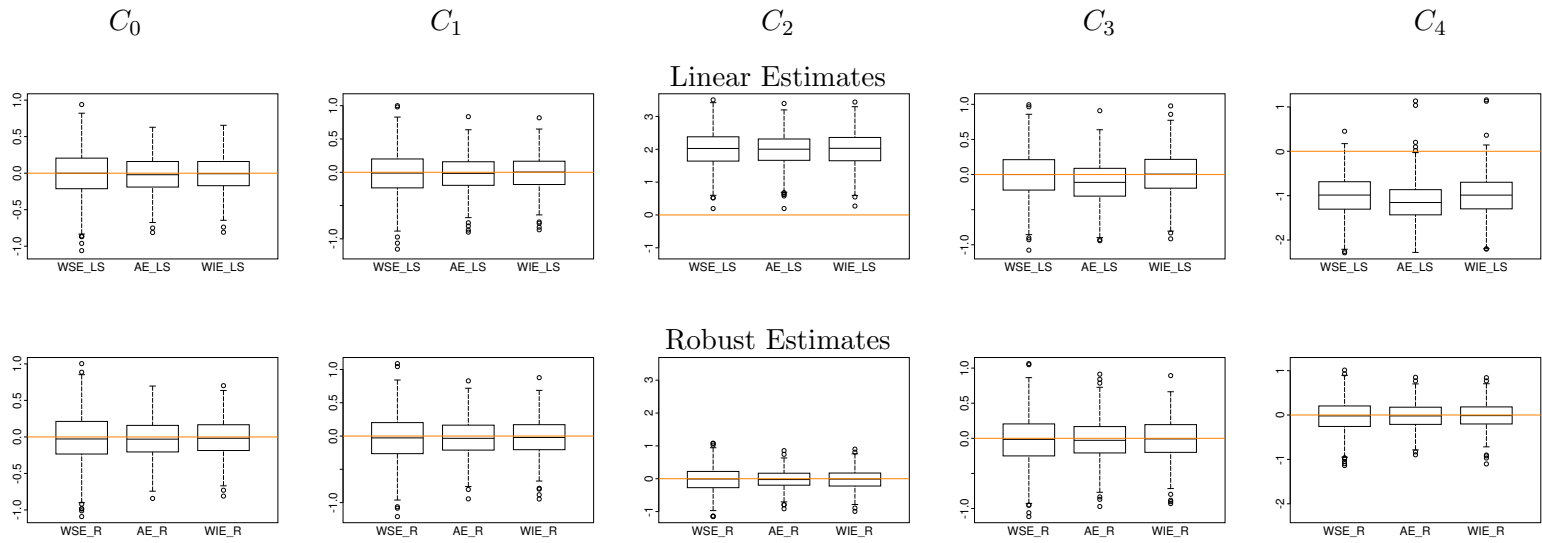 C0 C1 C2 C3 C4
Linear Estimates
1.0 0.5 0.0 -0.5 -1.0
WSE_LS AE_LS WIE_LS
1.0 0.5 0.0 -1.0
WSE_LS AE_LS WIE_LS
3 2 1 0 -1
WSE_LS AE_LS WIE_LS
1.0 0.5 0.0 -1.0
WSE_LS AE_LS WIE_LS
1 0 -1 -2
WSE_LS AE_LS WIE_LS
Robust Estimates
1.0 0.5 0.0 -0.5 -1.0
WSE_R AE_R WIE_R
1.0 0.5 0.0 -1.0
WSE_R AE_R WIE_R
3 2 1 0 -1
WSE_R AE_R WIE_R
1.0 0.5 0.0 -1.0
WSE_R AE_R WIE_R
1 0 -1 -2
WSE_R AE_R WIE_R